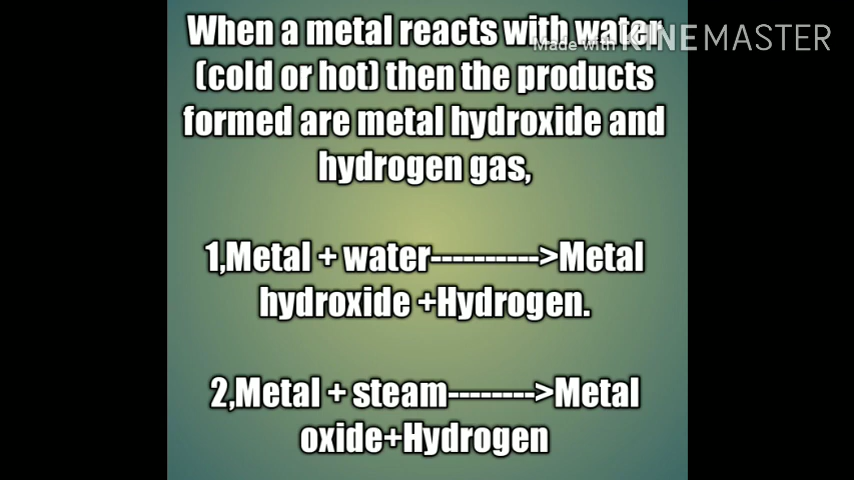 When a metal reacts with water
Made with KINEMASTER
(cold or hot) then the products
formed are metal hydroxide and
hydrogen gas,
1,Metal + water---------->Metal
hydroxide +Hydrogen.
2,Metal + steam-------->Metal
oxide+Hydrogen